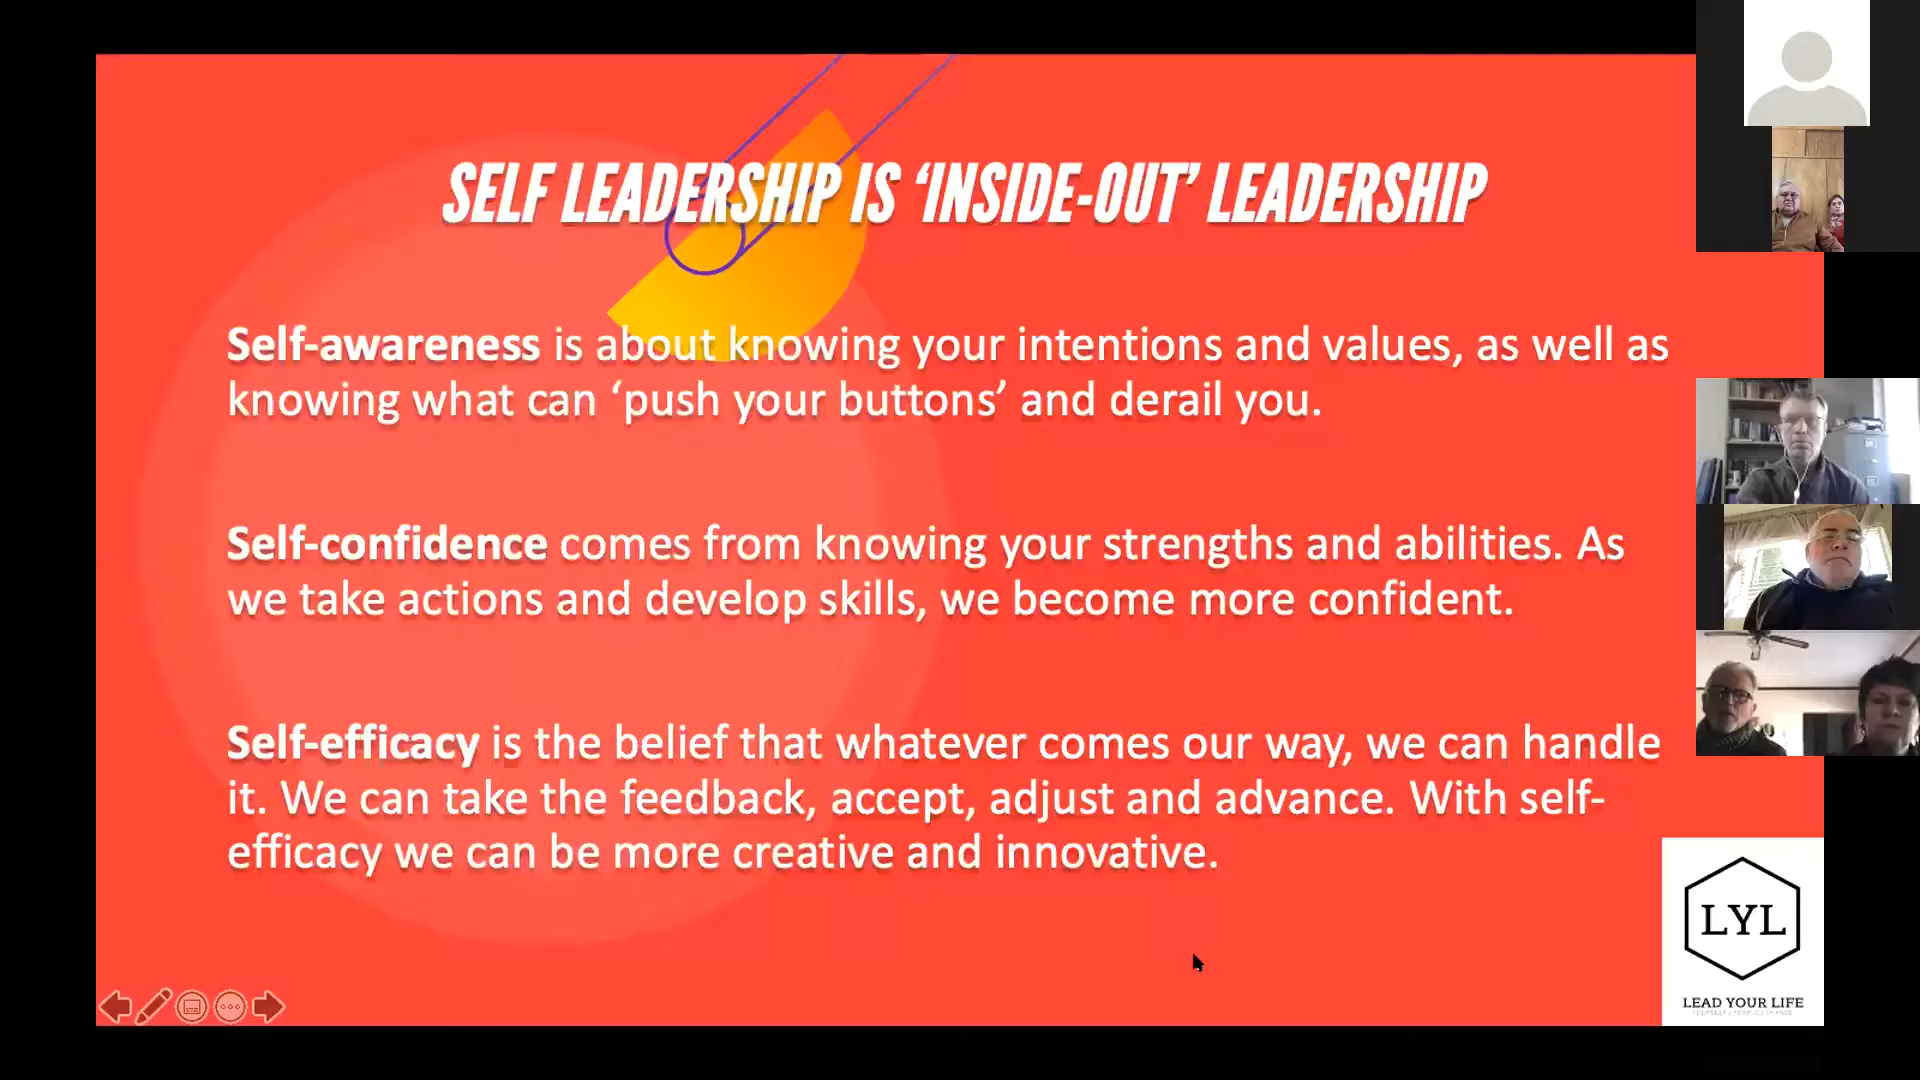 SELF LEADERSHIP IS ‘INSIDE-OUT’ LEADERSHIP
Self-awareness is about knowing your intentions and values, as well as
knowing what can ‘push your buttons’ and derail you.
Self-confidence comes from knowing your strengths and abilities. As
we take actions and develop skills, we become more confident.
Self-efficacy is the belief that whatever comes our way, we can handle
it. We can take the feedback, accept, adjust and advance. With self-
efficacy we can be more creative and innovative.
LYL
LEAD YOUR LIFE